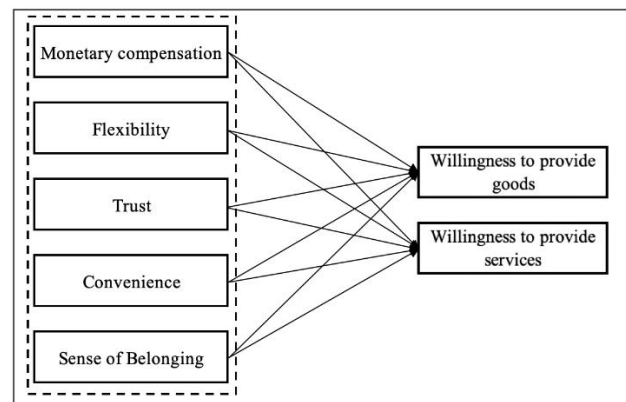 Monetary compensation
Flexibility
Trust
Convenience
Sense of Belonging
Willingness to provide
goods
Willingness to provide
services